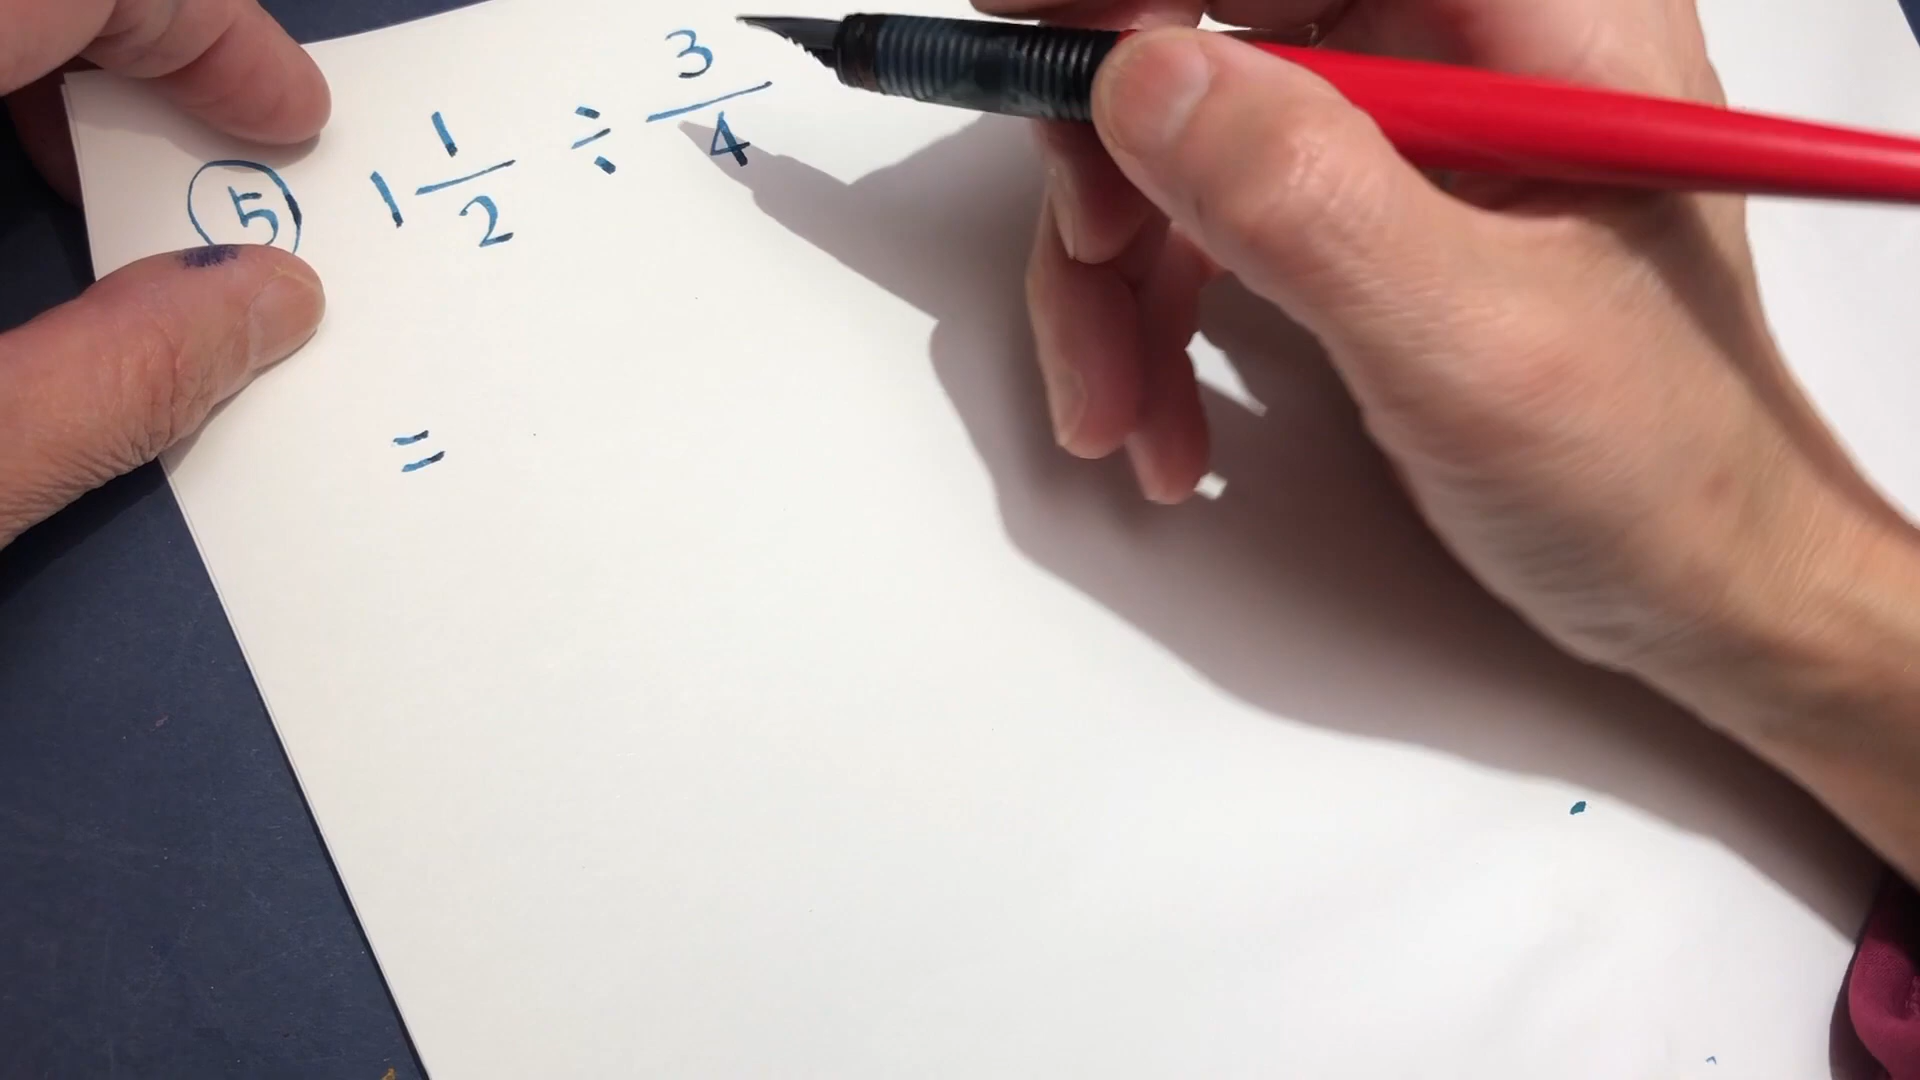 ⑤ 1 1/2 ÷ 3/4
=